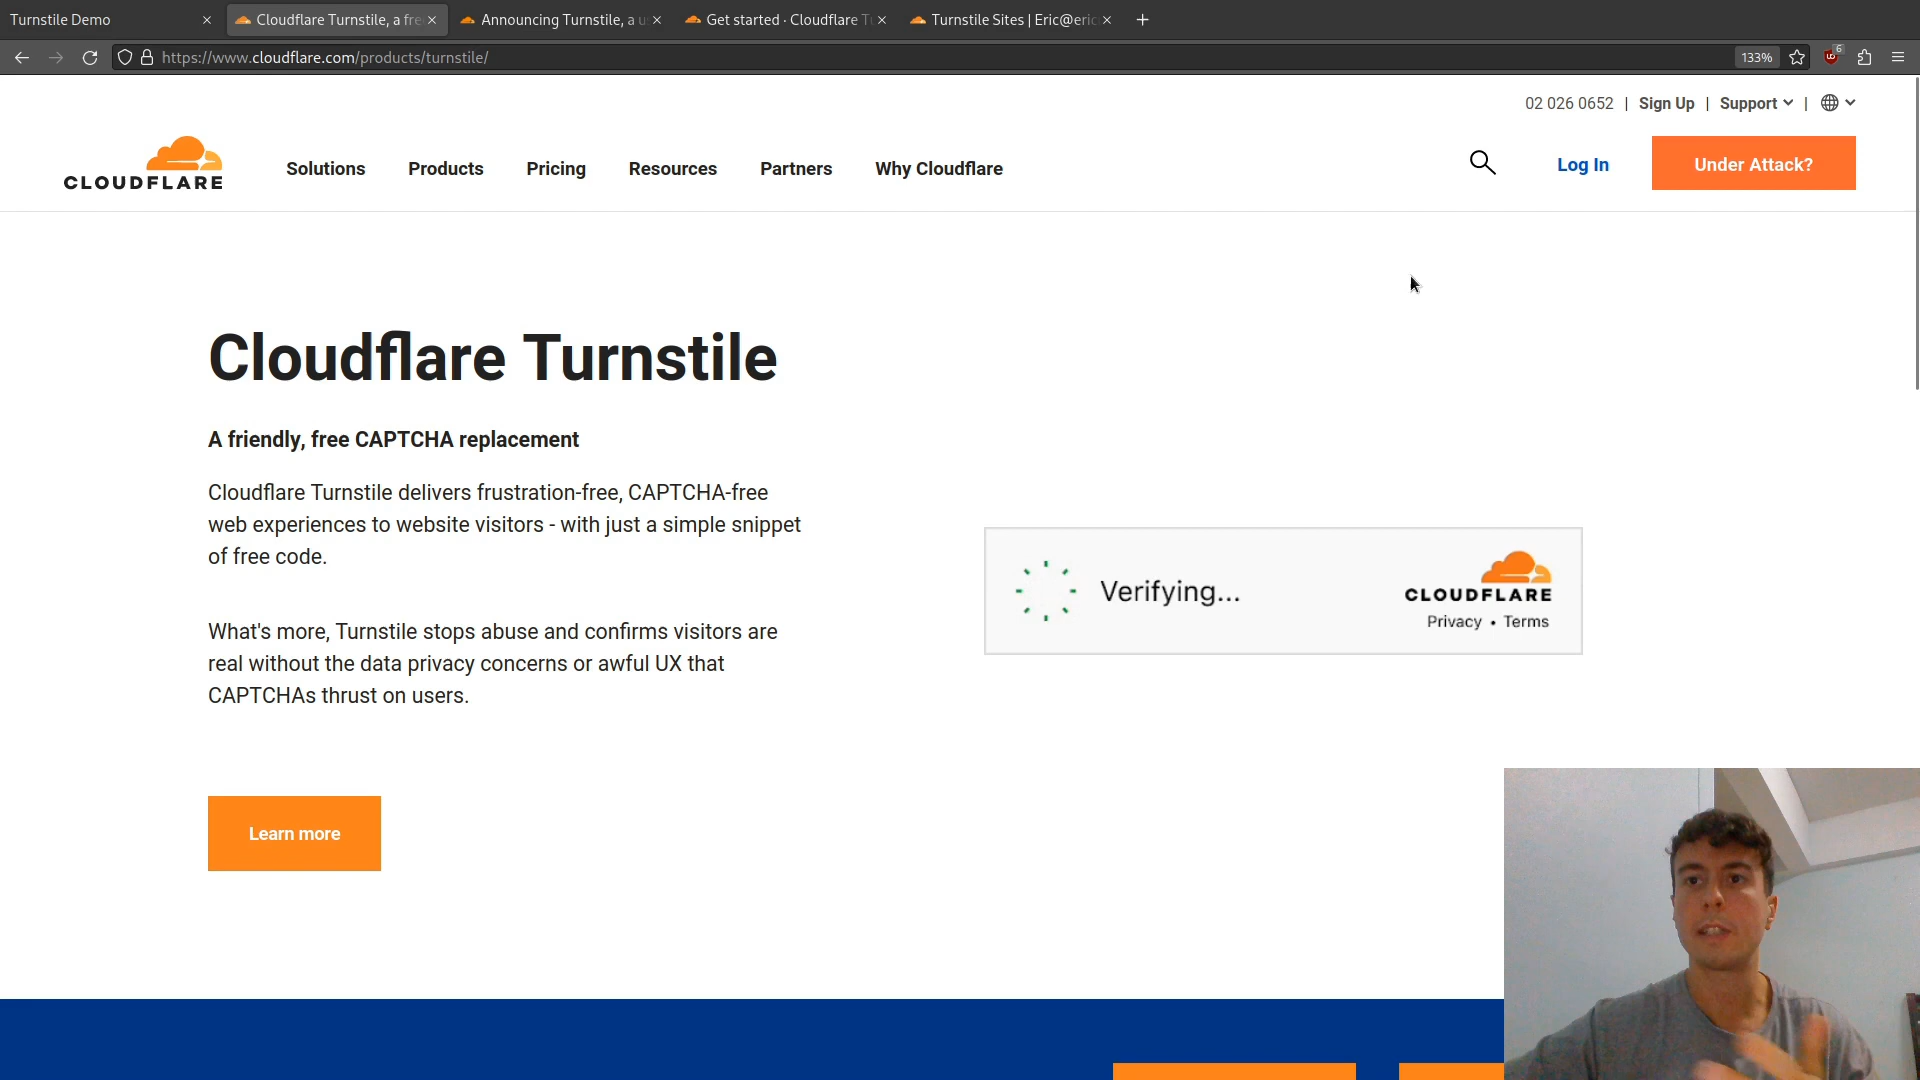 Turnstile Demo
Cloudflare Turnstile, a fre
Announcing Turnstile, a u
Get started · Cloudflare T
Turnstile Sites | Eric@eric
https://www.cloudflare.com/products/turnstile/
133%
6
02 026 0652 | Sign Up | Support |
CLOUDFLARE
Solutions
Products
Pricing
Resources
Partners
Why Cloudflare
Log In
Under Attack?
Cloudflare Turnstile
A friendly, free CAPTCHA replacement
Cloudflare Turnstile delivers frustration-free, CAPTCHA-free
web experiences to website visitors - with just a simple snippet
of free code.
What's more, Turnstile stops abuse and confirms visitors are
real without the data privacy concerns or awful UX that
CAPTCHAs thrust on users.
Learn more
Verifying...
CLOUDFLARE
Privacy • Terms